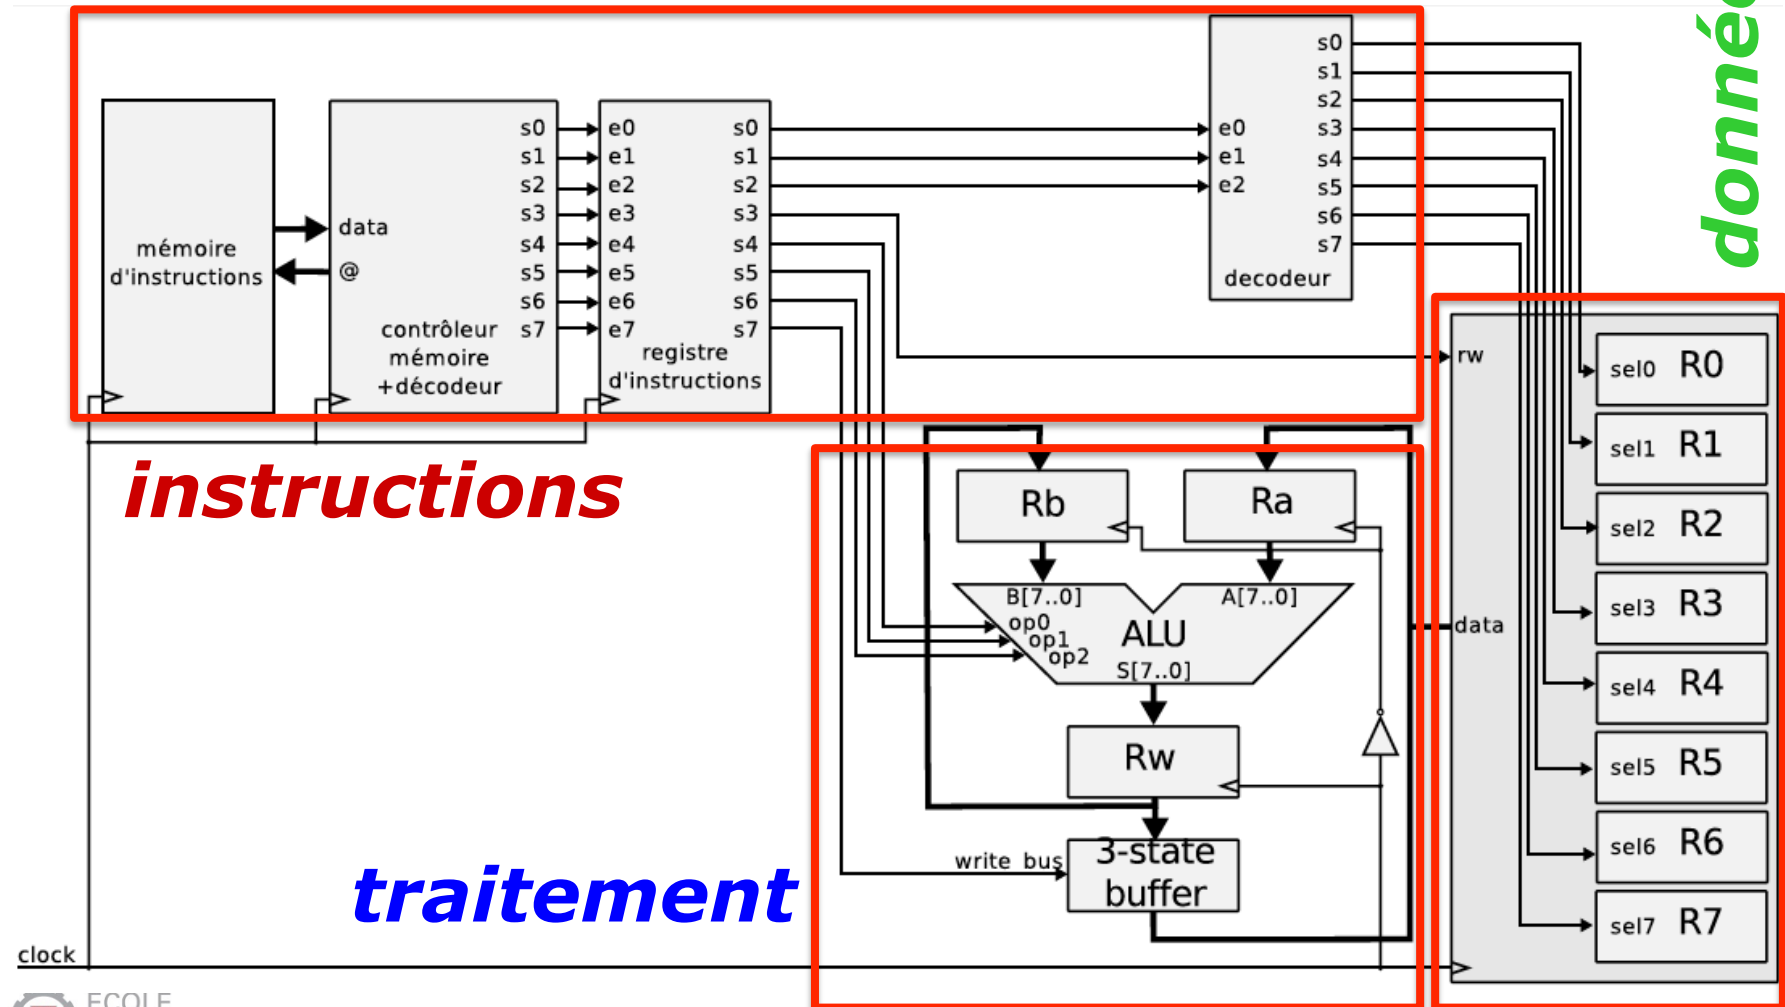 mémoire
d'instructions
data
@
s0
s1
s2
s3
s4
s5
s6
s7
contrôleur
mémoire
+décodeur
e0
e1
e2
e3
e4
e5
e6
e7
s0
s1
s2
s3
s4
s5
s6
s7
registre
d'instructions
e0
e1
e2
s0
s1
s2
s3
s4
s5
s6
s7
decodeur
instructions
Rb
Ra
B[7..0]
A[7..0]
op0
op1
op2
ALU
S[7..0]
Rw
write bus
3-state
buffer
traitement
clock
rw
data
sel0 R0
sel1 R1
sel2 R2
sel3 R3
sel4 R4
sel5 R5
sel6 R6
sel7 R7
ECOLE